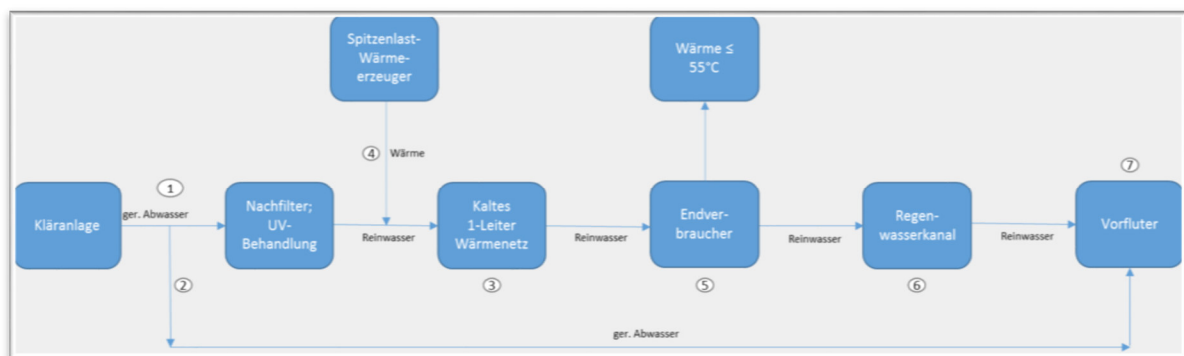 Spitzenlast-
Wärme-
erzeuger
Wärme ≤
55°C
④ Wärme
⑦
①
Kläranlage
ger. Abwasser
Nachfilter;
UV-
Behandlung
Reinwasser
Kaltes
1-Leiter
Wärmenetz
Reinwasser
Endver-
braucher
Reinwasser
Regen-
wasserkanal
Reinwasser
Vorfluter
②
③
⑤
⑥
ger. Abwasser